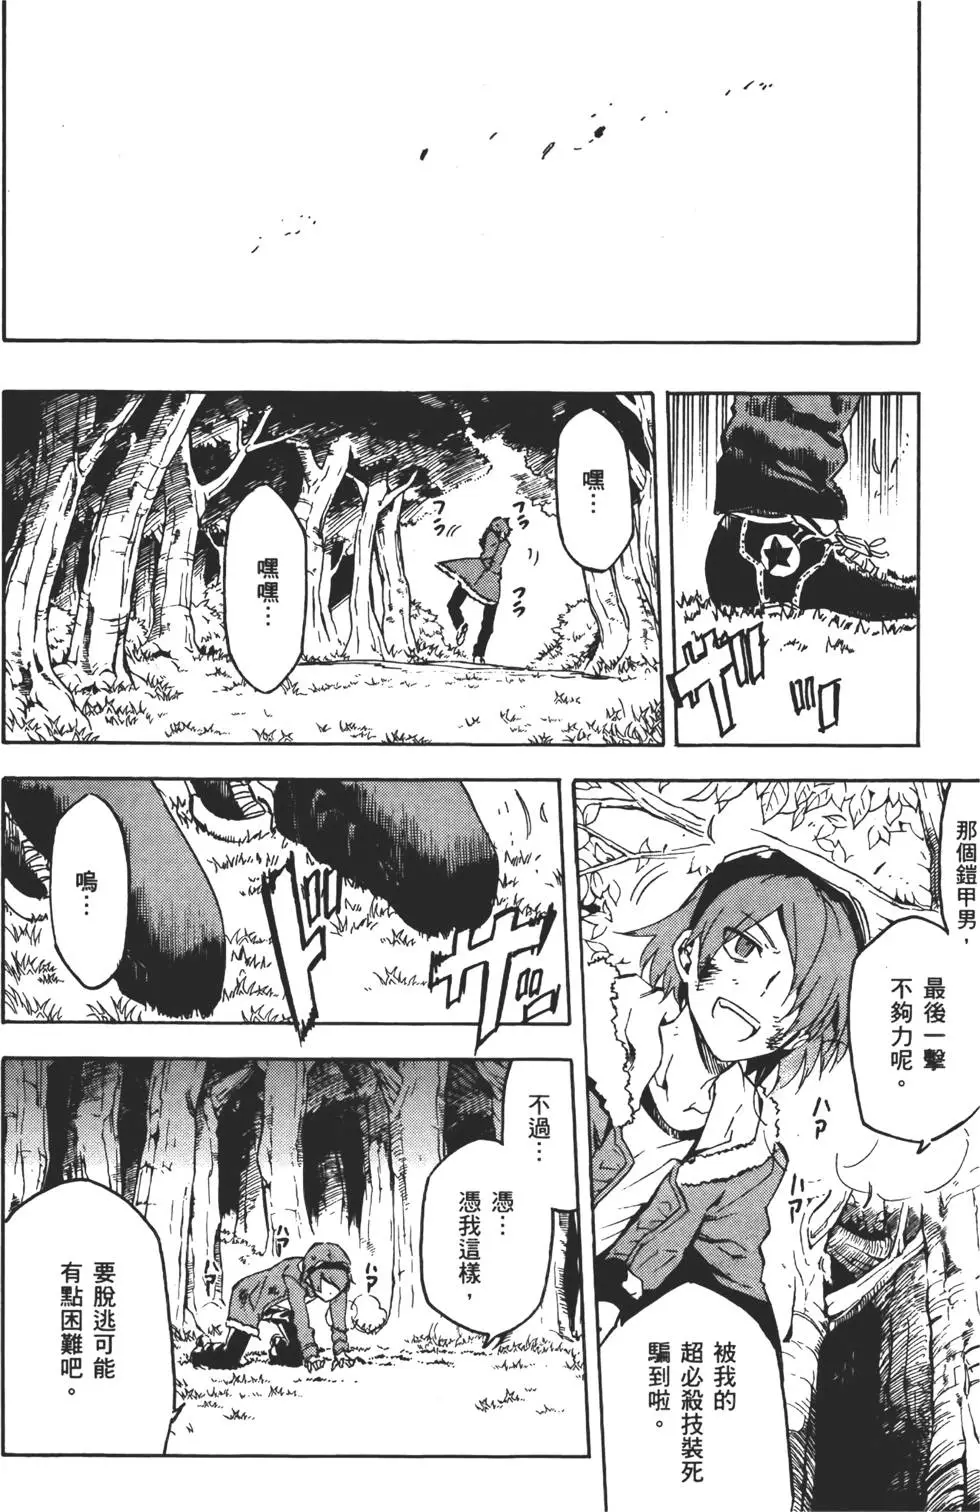 ザッ
嘿…
フラ
フラ
フラ
嘿嘿…
那個鎧甲男，
最後一擊
不夠力呢。
ハァ
ハァ
被我的
超必殺技裝死
騙到啦。
ザッ
ドッ
嗚…
不過…
憑…
憑我這樣，
ハァ
ハァ
要脫逃可能
有點困難吧。